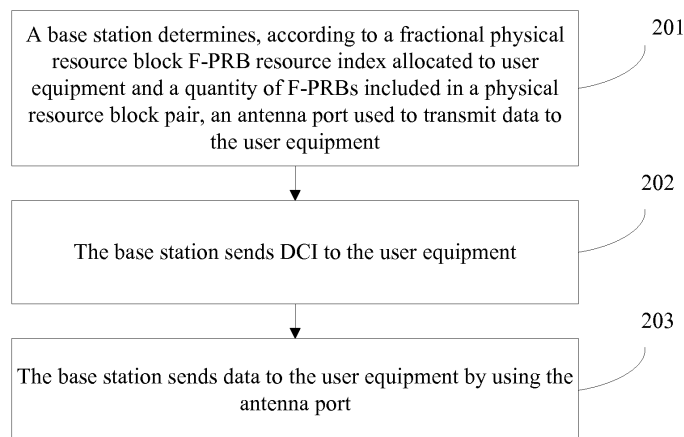 A base station determines, according to a fractional physical
resource block F-PRB resource index allocated to user
equipment and a quantity of F-PRBs included in a physical
resource block pair, an antenna port used to transmit data to
the user equipment
201
The base station sends DCI to the user equipment
202
The base station sends data to the user equipment by using the
antenna port
203